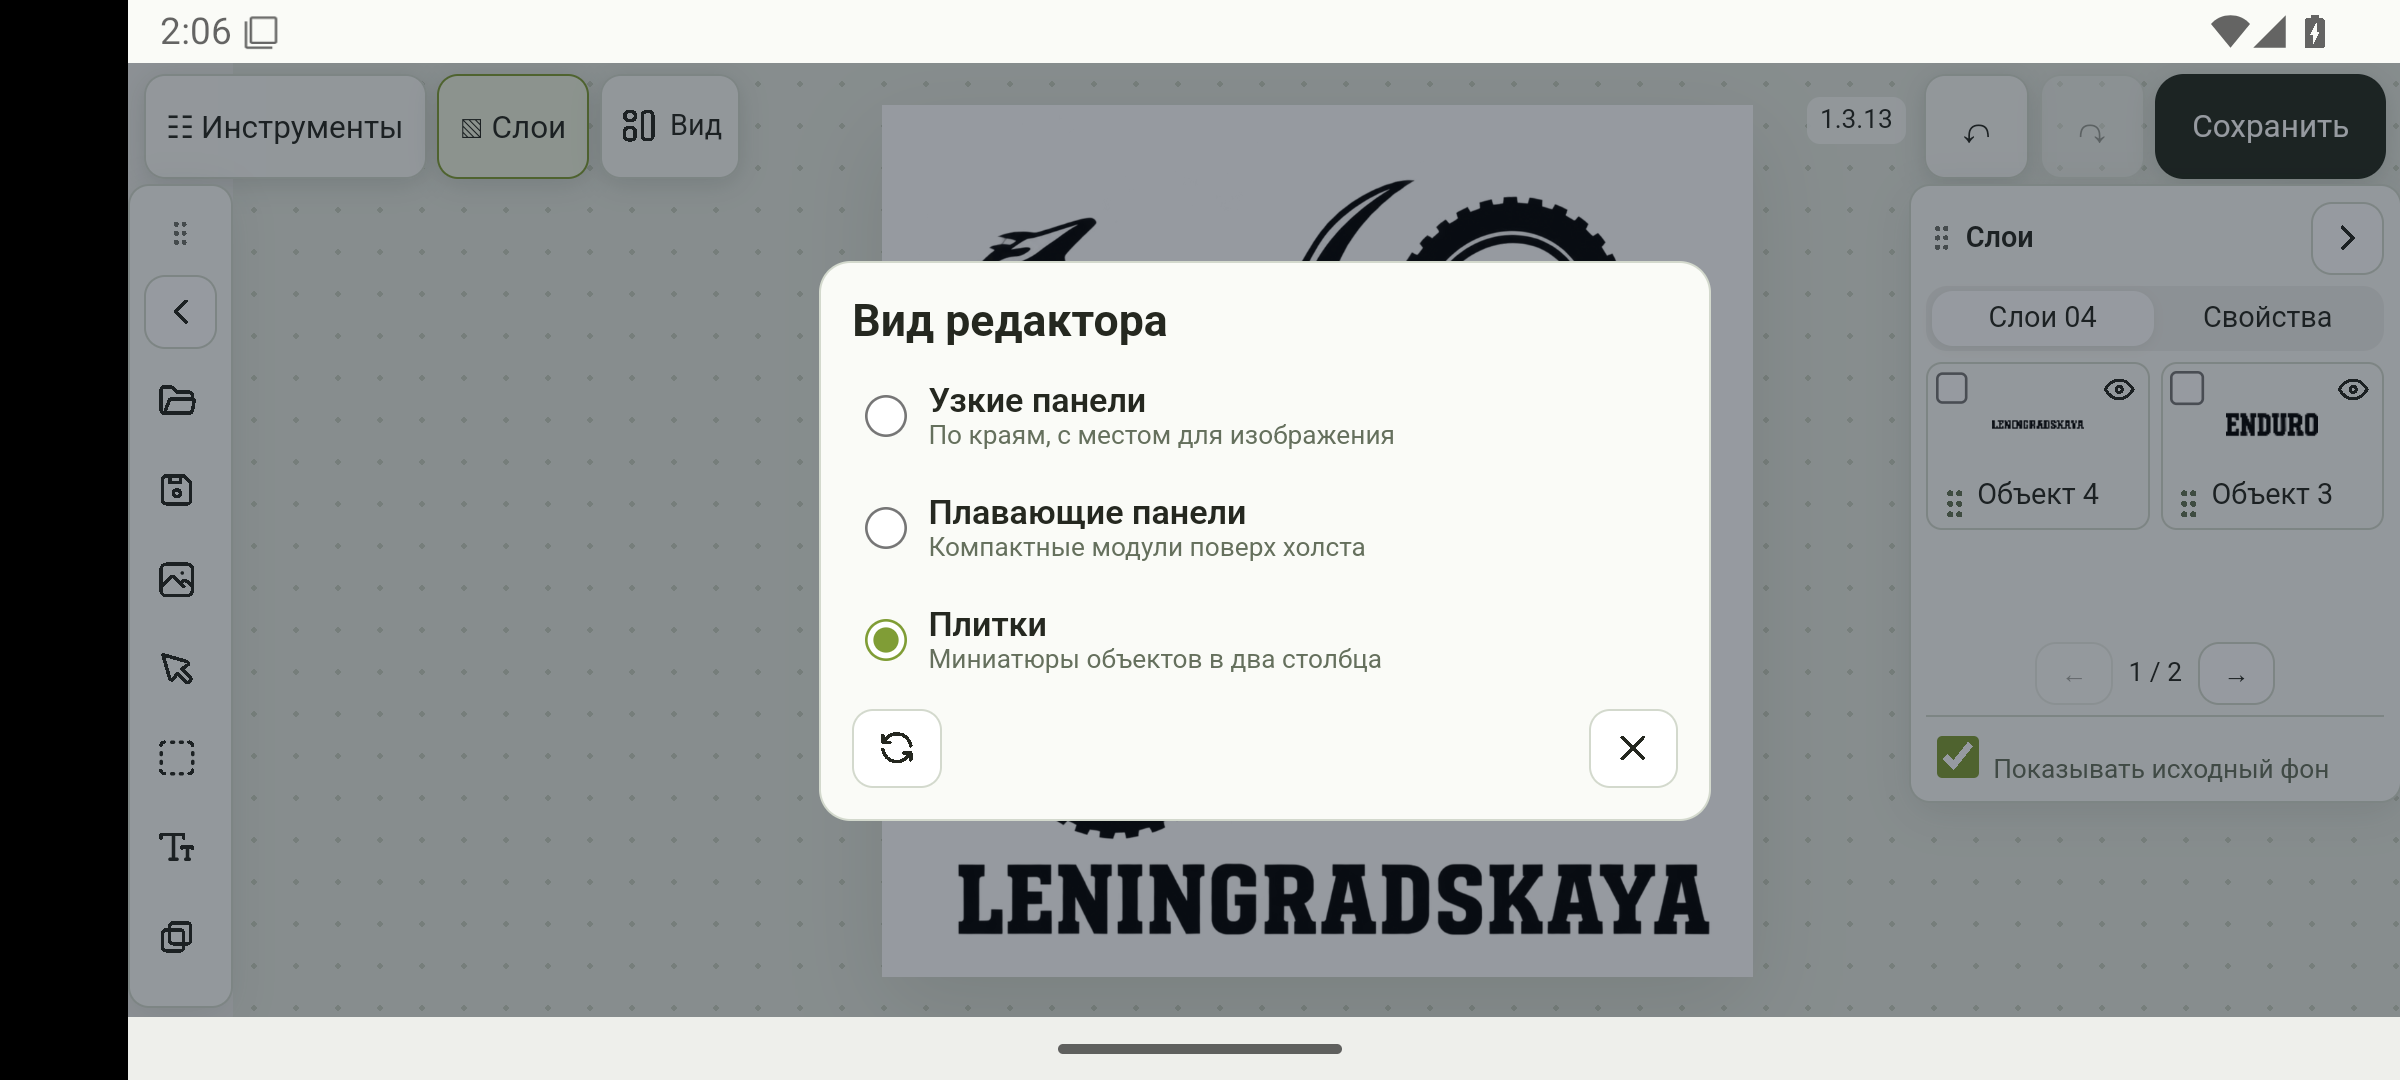 2:06
Инструменты
Слои
Вид
1.3.13
Сохранить
Слои
Слои 04
Свойства
LENINGRADSKAYA
ENDURO
Объект 4
Объект 3
← 1 / 2 →
Показывать исходный фон
Вид редактора
Узкие панели
По краям, с местом для изображения
Плавающие панели
Компактные модули поверх холста
Плитки
Миниатюры объектов в два столбца
LENINGRADSKAYA